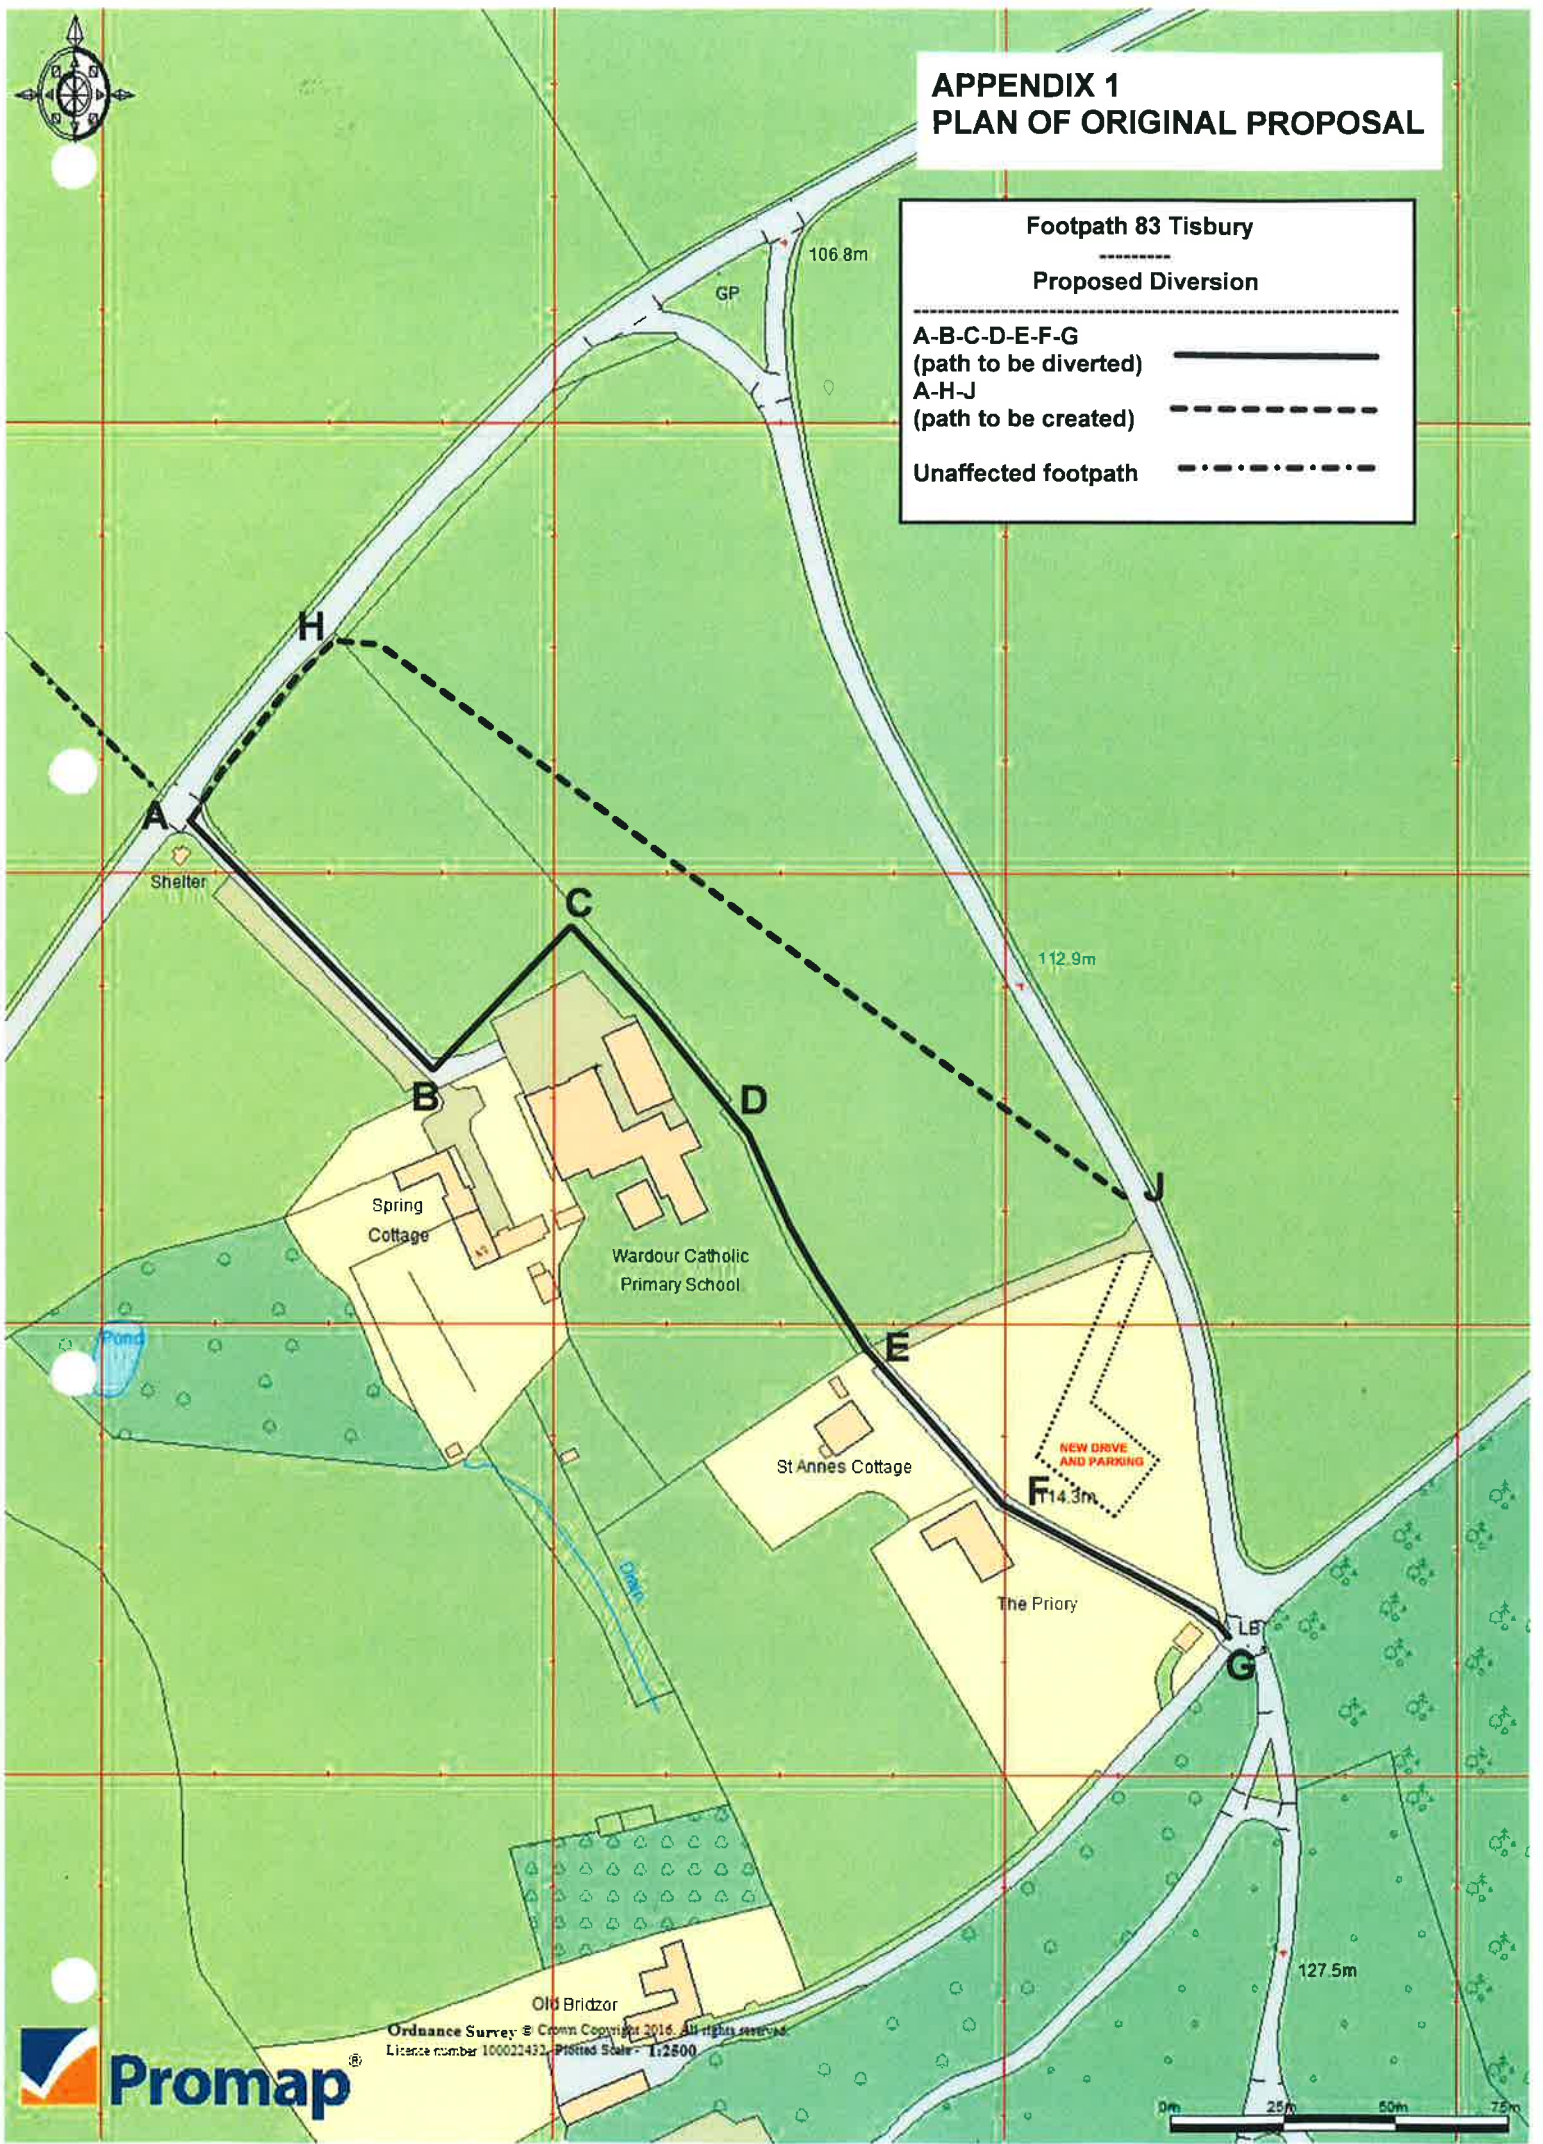 APPENDIX 1
PLAN OF ORIGINAL PROPOSAL
Footpath 83 Tisbury
---------
Proposed Diversion
A-B-C-D-E-F-G
(path to be diverted)
A-H-J
(path to be created)
Unaffected footpath
106.8m
GP
H
A
Shelter
C
112.9m
B
D
J
Spring
Cottage
Wardour Catholic
Primary School
Pond
E
NEW DRIVE
AND PARKING
St Annes Cottage
F
114.3m
Drain
The Priory
LB
G
127.5m
Old Bridzor
Ordnance Survey © Crown Copyright 2016. All rights reserved.
Licence number 100022432. Plotted Scale - 1:2500
Promap®
0m 25m 50m 75m